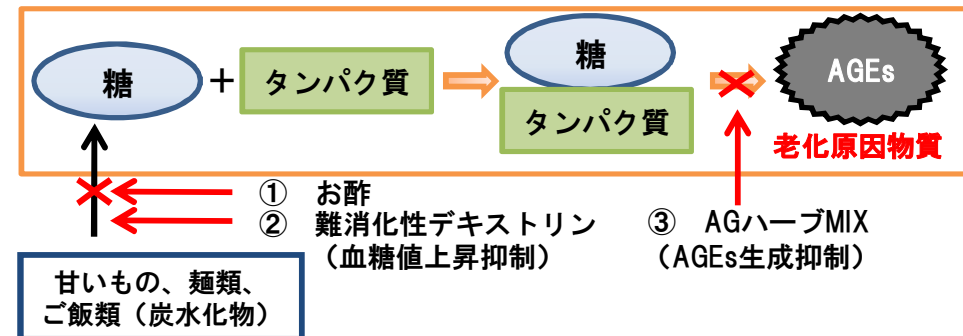 糖
+
タンパク質
糖
タンパク質
AGEs
老化原因物質
① お酢
② 難消化性デキストリン
（血糖値上昇抑制）
③ AGハーブMIX
（AGEs生成抑制）
甘いもの、麺類、
ご飯類（炭水化物）